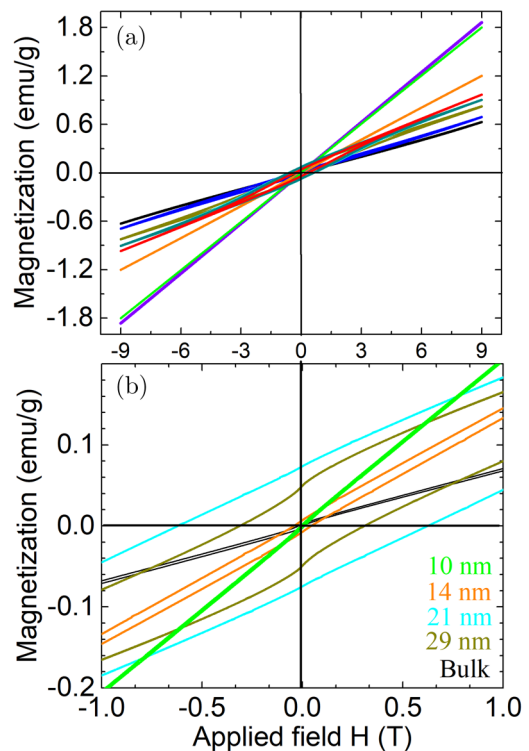 (a)
Magnetization (emu/g)
1.8
1.2
0.6
0.0
-0.6
-1.2
-1.8
-9 -6 -3 0 3 6 9
(b)
Magnetization (emu/g)
0.1
0.0
-0.1
-0.2
10 nm
14 nm
21 nm
29 nm
Bulk
-1.0 -0.5 0.0 0.5 1.0
Applied field H (T)